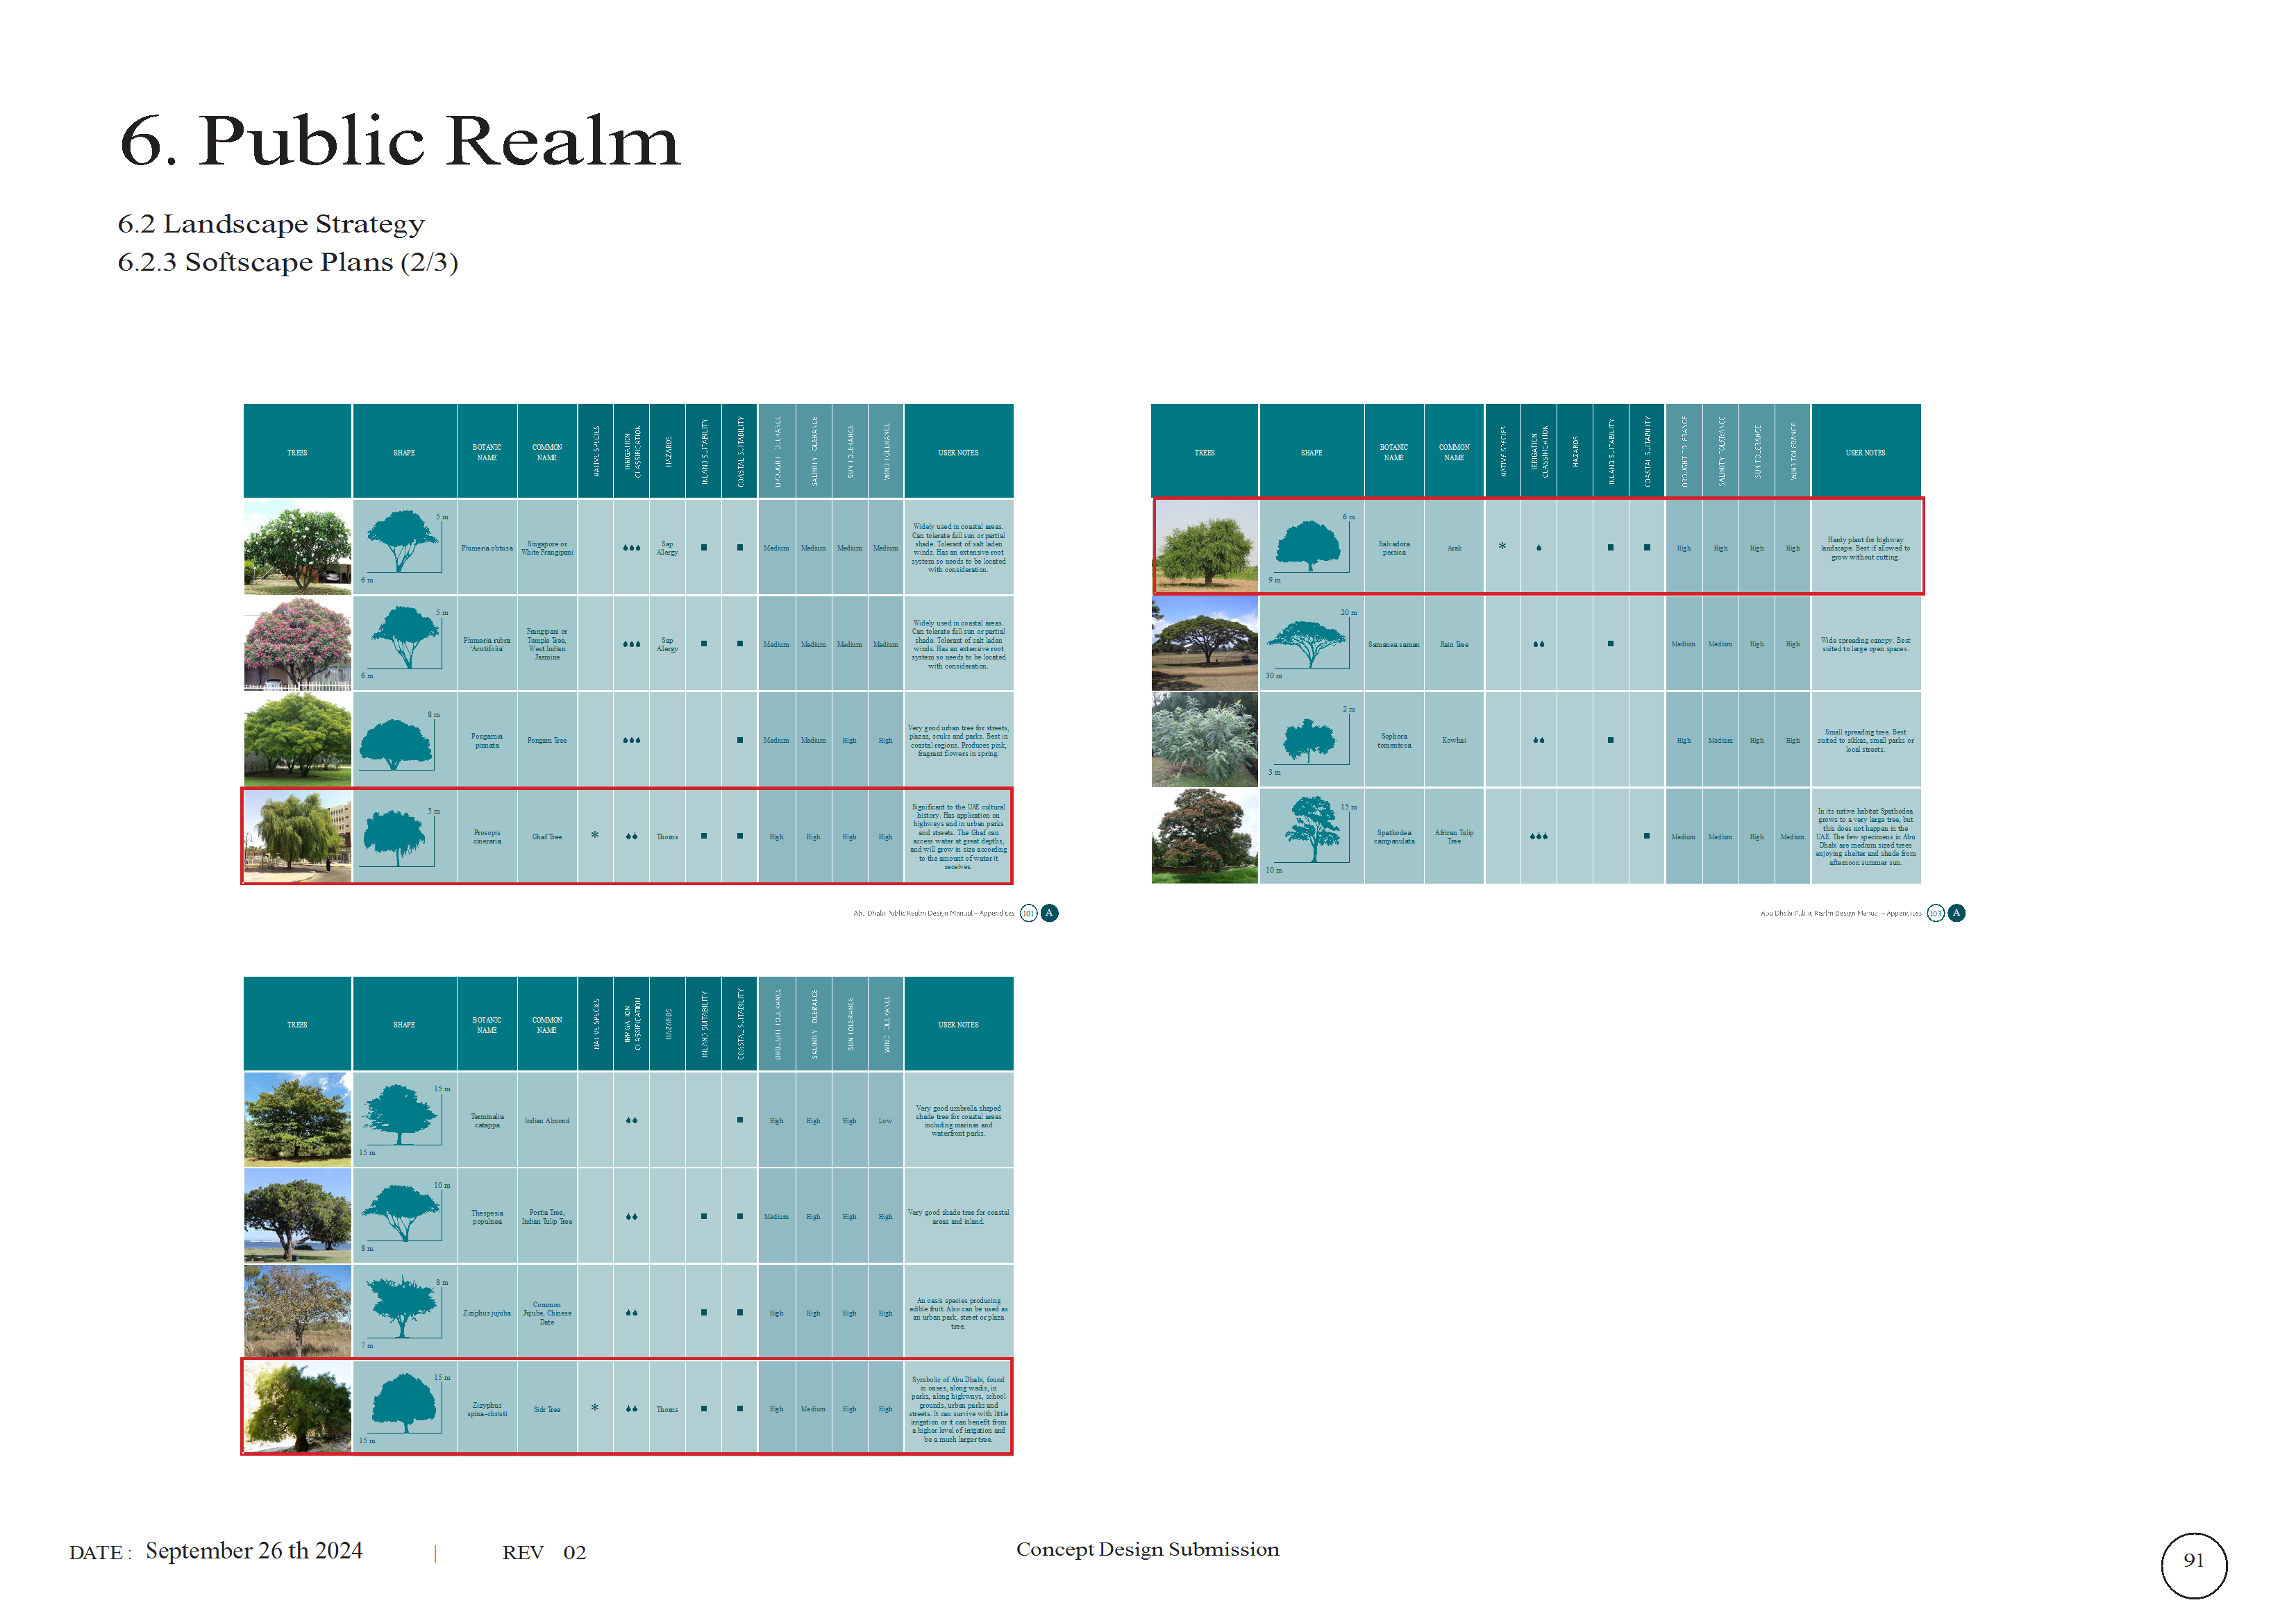 6. Public Realm
6.2 Landscape Strategy
6.2.3 Softscape Plans (2/3)
TREES
SHAPE
BOTANIC
NAME
COMMON
NAME
NATIVE SPECIES
IRRIGATION
CLASSIFICATION
HAZARDS
INLAND SUITABILITY
COASTAL SUITABILITY
DROUGHT TOLERANCE
SALINITY TOLERANCE
SUN TOLERANCE
WIND TOLERANCE
USER NOTES
5 m
6 m
Plumeria obtusa
Singapore or
White Frangipani
Sap
Allergy
Medium
Medium
Medium
Medium
Widely used in coastal areas.
Can tolerate full sun or partial
shade. Tolerant of salt laden
winds. Has an extensive root
system so needs to be located
with consideration.
5 m
6 m
Plumeria rubra
'Acutifolia'
Frangipani or
Temple Tree,
West Indian
Jasmine
Sap
Allergy
Medium
Medium
Medium
Medium
Widely used in coastal areas.
Can tolerate full sun or partial
shade. Tolerant of salt laden
winds. Has an extensive root
system so needs to be located
with consideration.
8 m
Pongamia
pinnata
Pongam Tree
Medium
Medium
High
High
Very good urban tree for streets,
plazas, souks and parks. Best in
coastal regions. Produces pink,
fragrant flowers in spring.
5 m
Prosopis
cineraria
Ghaf Tree
*
Thorns
High
High
High
High
Significant to the UAE cultural
history. Has application on
highways and in urban parks
and streets. The Ghaf can
access water at great depths,
and will grow in size according
to the amount of water it
receives.
Abu Dhabi Public Realm Design Manual – Appendices 101 A
TREES
SHAPE
BOTANIC
NAME
COMMON
NAME
NATIVE SPECIES
IRRIGATION
CLASSIFICATION
HAZARDS
INLAND SUITABILITY
COASTAL SUITABILITY
DROUGHT TOLERANCE
SALINITY TOLERANCE
SUN TOLERANCE
WIND TOLERANCE
USER NOTES
6 m
9 m
Salvadora
persica
Arak
*
High
High
High
High
Hardy plant for highway
landscape. Best if allowed to
grow without cutting.
20 m
30 m
Samanea saman
Rain Tree
Medium
Medium
High
High
Wide spreading canopy. Best
suited to large open spaces.
2 m
3 m
Sophora
tomentosa
Kowhai
High
Medium
High
High
Small spreading tree. Best
suited to sikkas, small parks or
local streets.
15 m
10 m
Spathodea
campanulata
African Tulip
Tree
Medium
Medium
High
Medium
In its native habitat Spathodea
grows to a very large tree, but
this does not happen in the
UAE. The few specimens in Abu
Dhabi are medium sized trees
enjoying shelter and shade from
afternoon summer sun.
Abu Dhabi Public Realm Design Manual – Appendices 103 A
TREES
SHAPE
BOTANIC
NAME
COMMON
NAME
NATIVE SPECIES
IRRIGATION
CLASSIFICATION
HAZARDS
INLAND SUITABILITY
COASTAL SUITABILITY
DROUGHT TOLERANCE
SALINITY TOLERANCE
SUN TOLERANCE
WIND TOLERANCE
USER NOTES
15 m
15 m
Terminalia
catappa
Indian Almond
High
High
High
Low
Very good umbrella shaped
shade tree for coastal areas
including marinas and
waterfront parks.
10 m
8 m
Thespesia
populnea
Portia Tree,
Indian Tulip Tree
Medium
High
High
High
Very good shade tree for coastal
areas and inland.
8 m
7 m
Ziziphus jujuba
Common
Jujube, Chinese
Date
High
High
High
High
An oasis species producing
edible fruit. Also can be used as
an urban park, street or plaza
tree.
15 m
15 m
Zizyphus
spina–christi
Sidr Tree
*
Thorns
High
Medium
High
High
Symbolic of Abu Dhabi, found
in oases, along wadis, in
parks, along highways, school
grounds, urban parks and
streets. It can survive with little
irrigation or it can benefit from
a higher level of irrigation and
be a much larger tree.
DATE : September 26 th 2024 | REV 02
Concept Design Submission
91